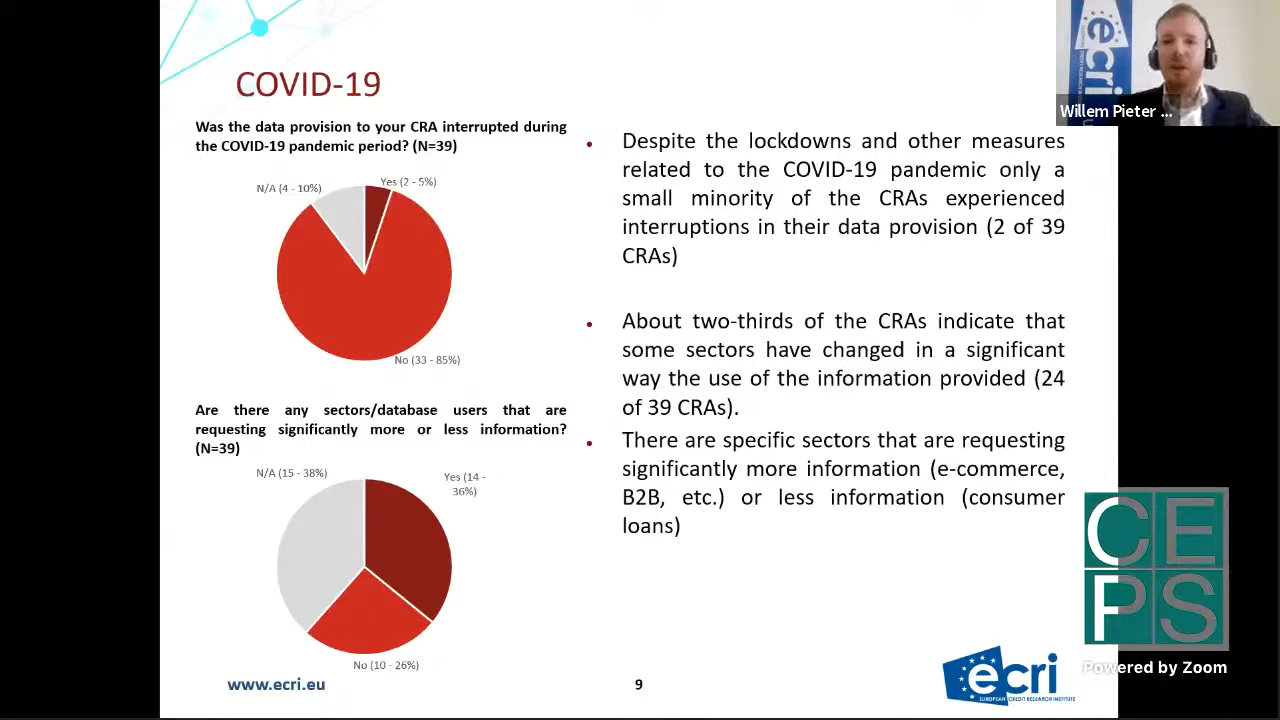 COVID-19
Was the data provision to your CRA interrupted during
the COVID-19 pandemic period? (N=39)
N/A (4 - 10%)
Yes (2 - 5%)
No (33 - 85%)
Are there any sectors/database users that are
requesting significantly more or less information?
(N=39)
N/A (15 - 38%)
Yes (14 -
36%)
No (10 - 26%)
• Despite the lockdowns and other measures
related to the COVID-19 pandemic only a
small minority of the CRAs experienced
interruptions in their data provision (2 of 39
CRAs)
• About two-thirds of the CRAs indicate that
some sectors have changed in a significant
way the use of the information provided (24
of 39 CRAs).
• There are specific sectors that are requesting
significantly more information (e-commerce,
B2B, etc.) or less information (consumer
loans)
www.ecri.eu
9
ecri
EUROPEAN CREDIT RESEARCH INSTITUTE
ecri
Willem Pieter ...
CE
PS
Powered by Zoom